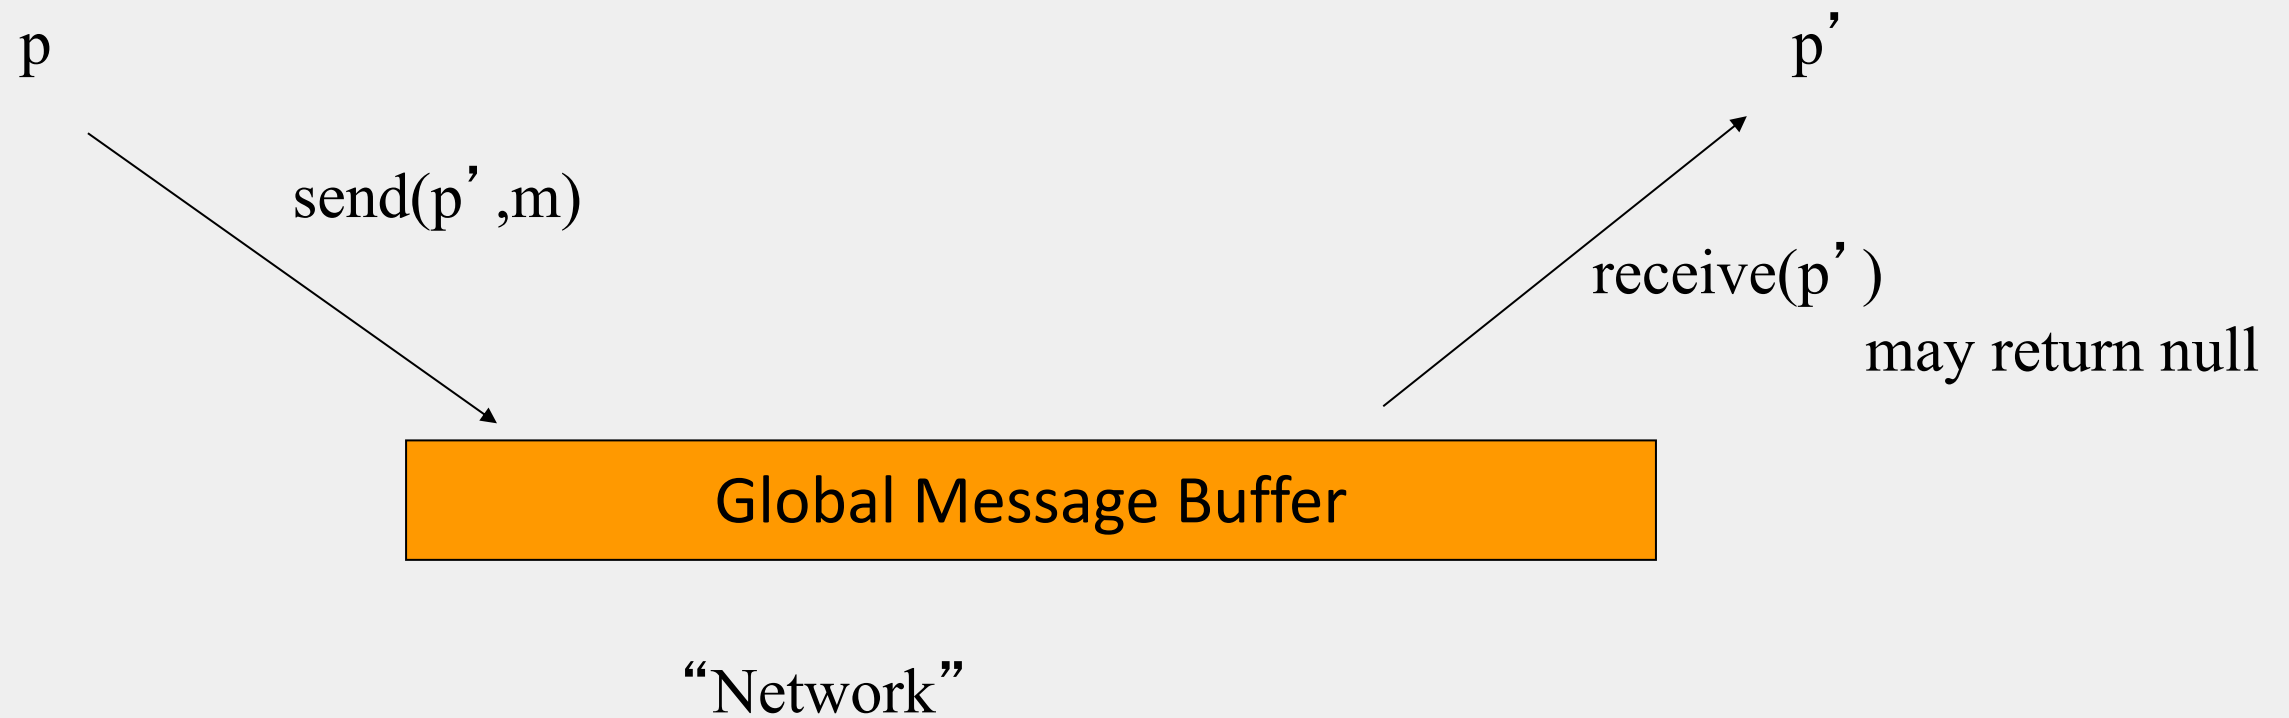 p
p’
send(p’,m)
receive(p’)
may return null
Global Message Buffer
“Network”